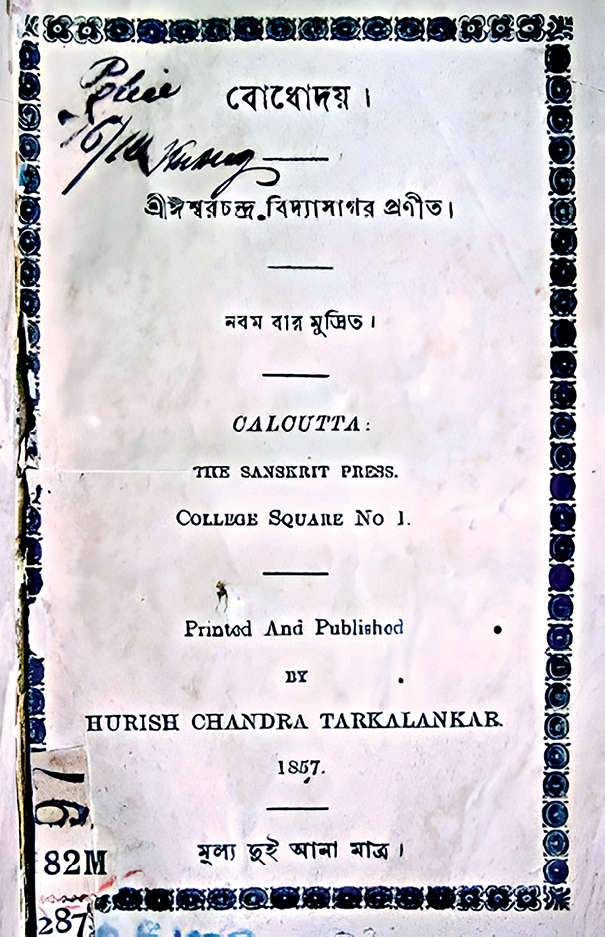 বোধোদয়।
শ্রীঈশ্বরচন্দ্র বিদ্যাসাগর প্রণীত।
নবম বার মুদ্রিত।
CALCUTTA:
THE SANSKRIT PRESS.
COLLEGE SQUARE NO 1.
Printed And Published
BY
HURISH CHANDRA TARKALANKAR.
1857.
মূল্য দুই আনা মাত্র।
82M
287